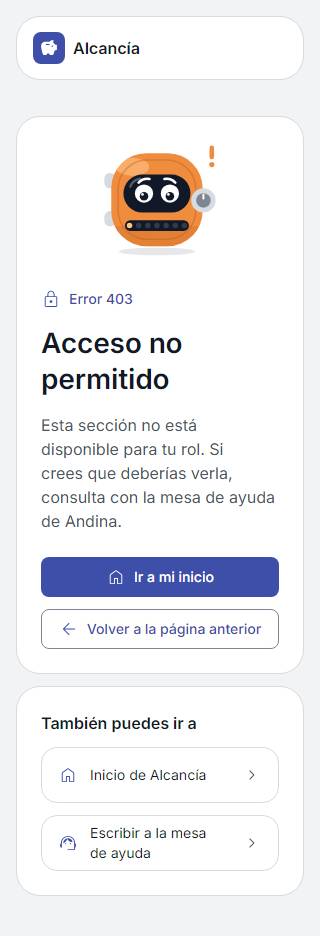 Alcancía
!
Error 403
Acceso no
permitido
Esta sección no está
disponible para tu rol. Si
crees que deberías verla,
consulta con la mesa de ayuda
de Andina.
Ir a mi inicio
Volver a la página anterior
También puedes ir a
Inicio de Alcancía
Escribir a la mesa
de ayuda